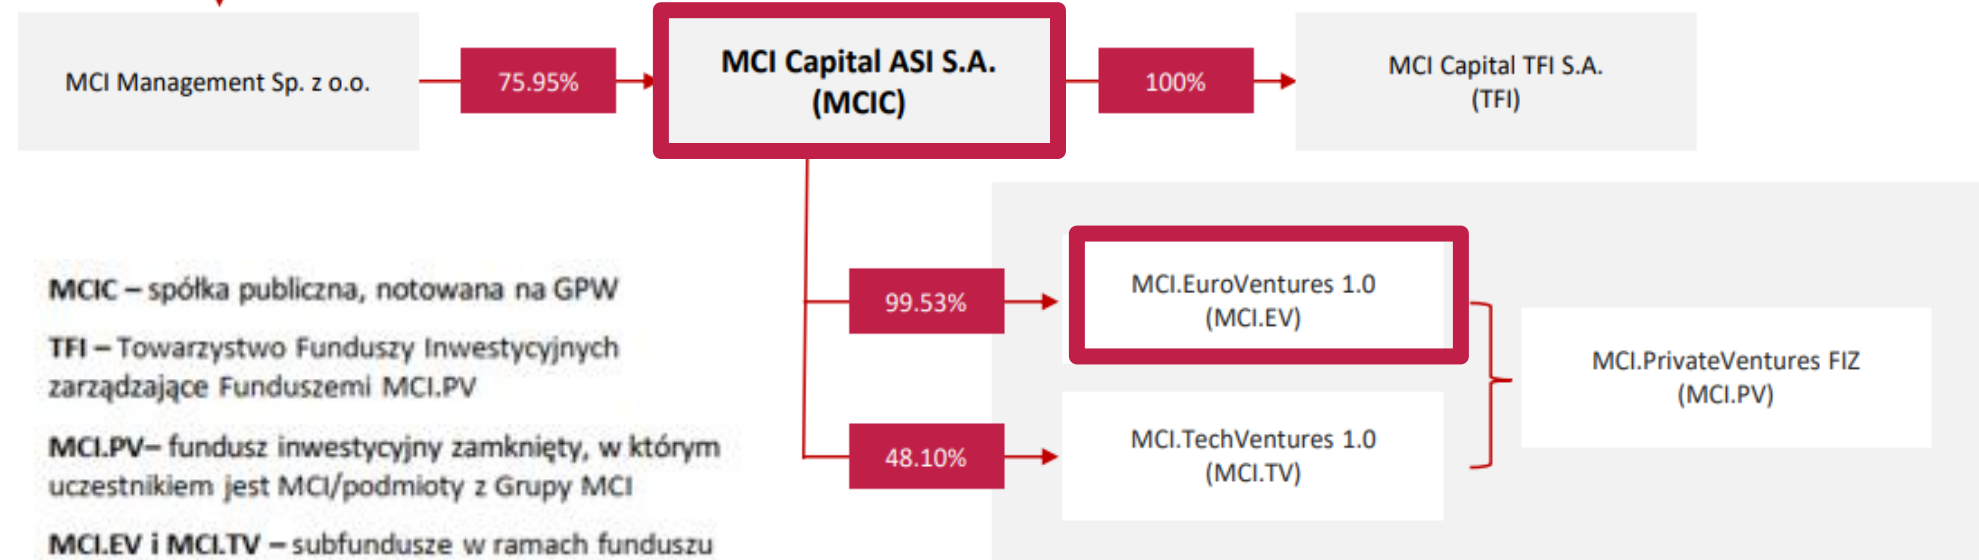 MCI Management Sp. z o.o.
75.95%
MCI Capital ASI S.A.
(MCIC)
100%
MCI Capital TFI S.A.
(TFI)
MCIC – spółka publiczna, notowana na GPW
TFI – Towarzystwo Funduszy Inwestycyjnych
zarządzające Funduszemi MCI.PV
MCI.PV– fundusz inwestycyjny zamknięty, w którym
uczestnikiem jest MCI/podmioty z Grupy MCI
MCI.EV i MCI.TV – subfundusze w ramach funduszu
99.53%
MCI.EuroVentures 1.0
(MCI.EV)
48.10%
MCI.TechVentures 1.0
(MCI.TV)
MCI.PrivateVentures FIZ
(MCI.PV)